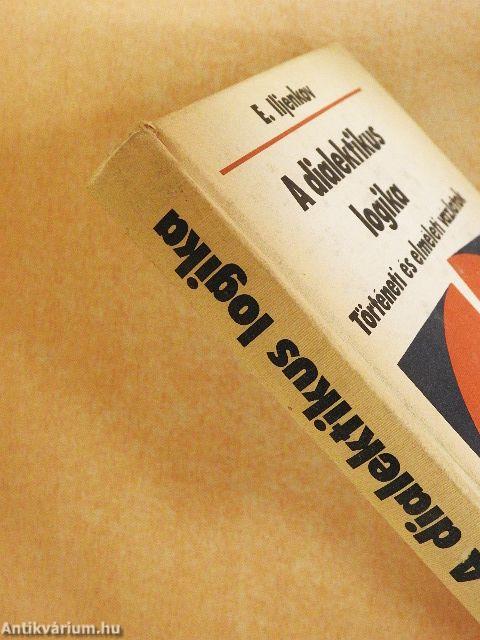 E. Iljenkov
A dialektikus
logika
Történeti és elméleti vázlatok
A dialektikus logika
Antikvárium.hu